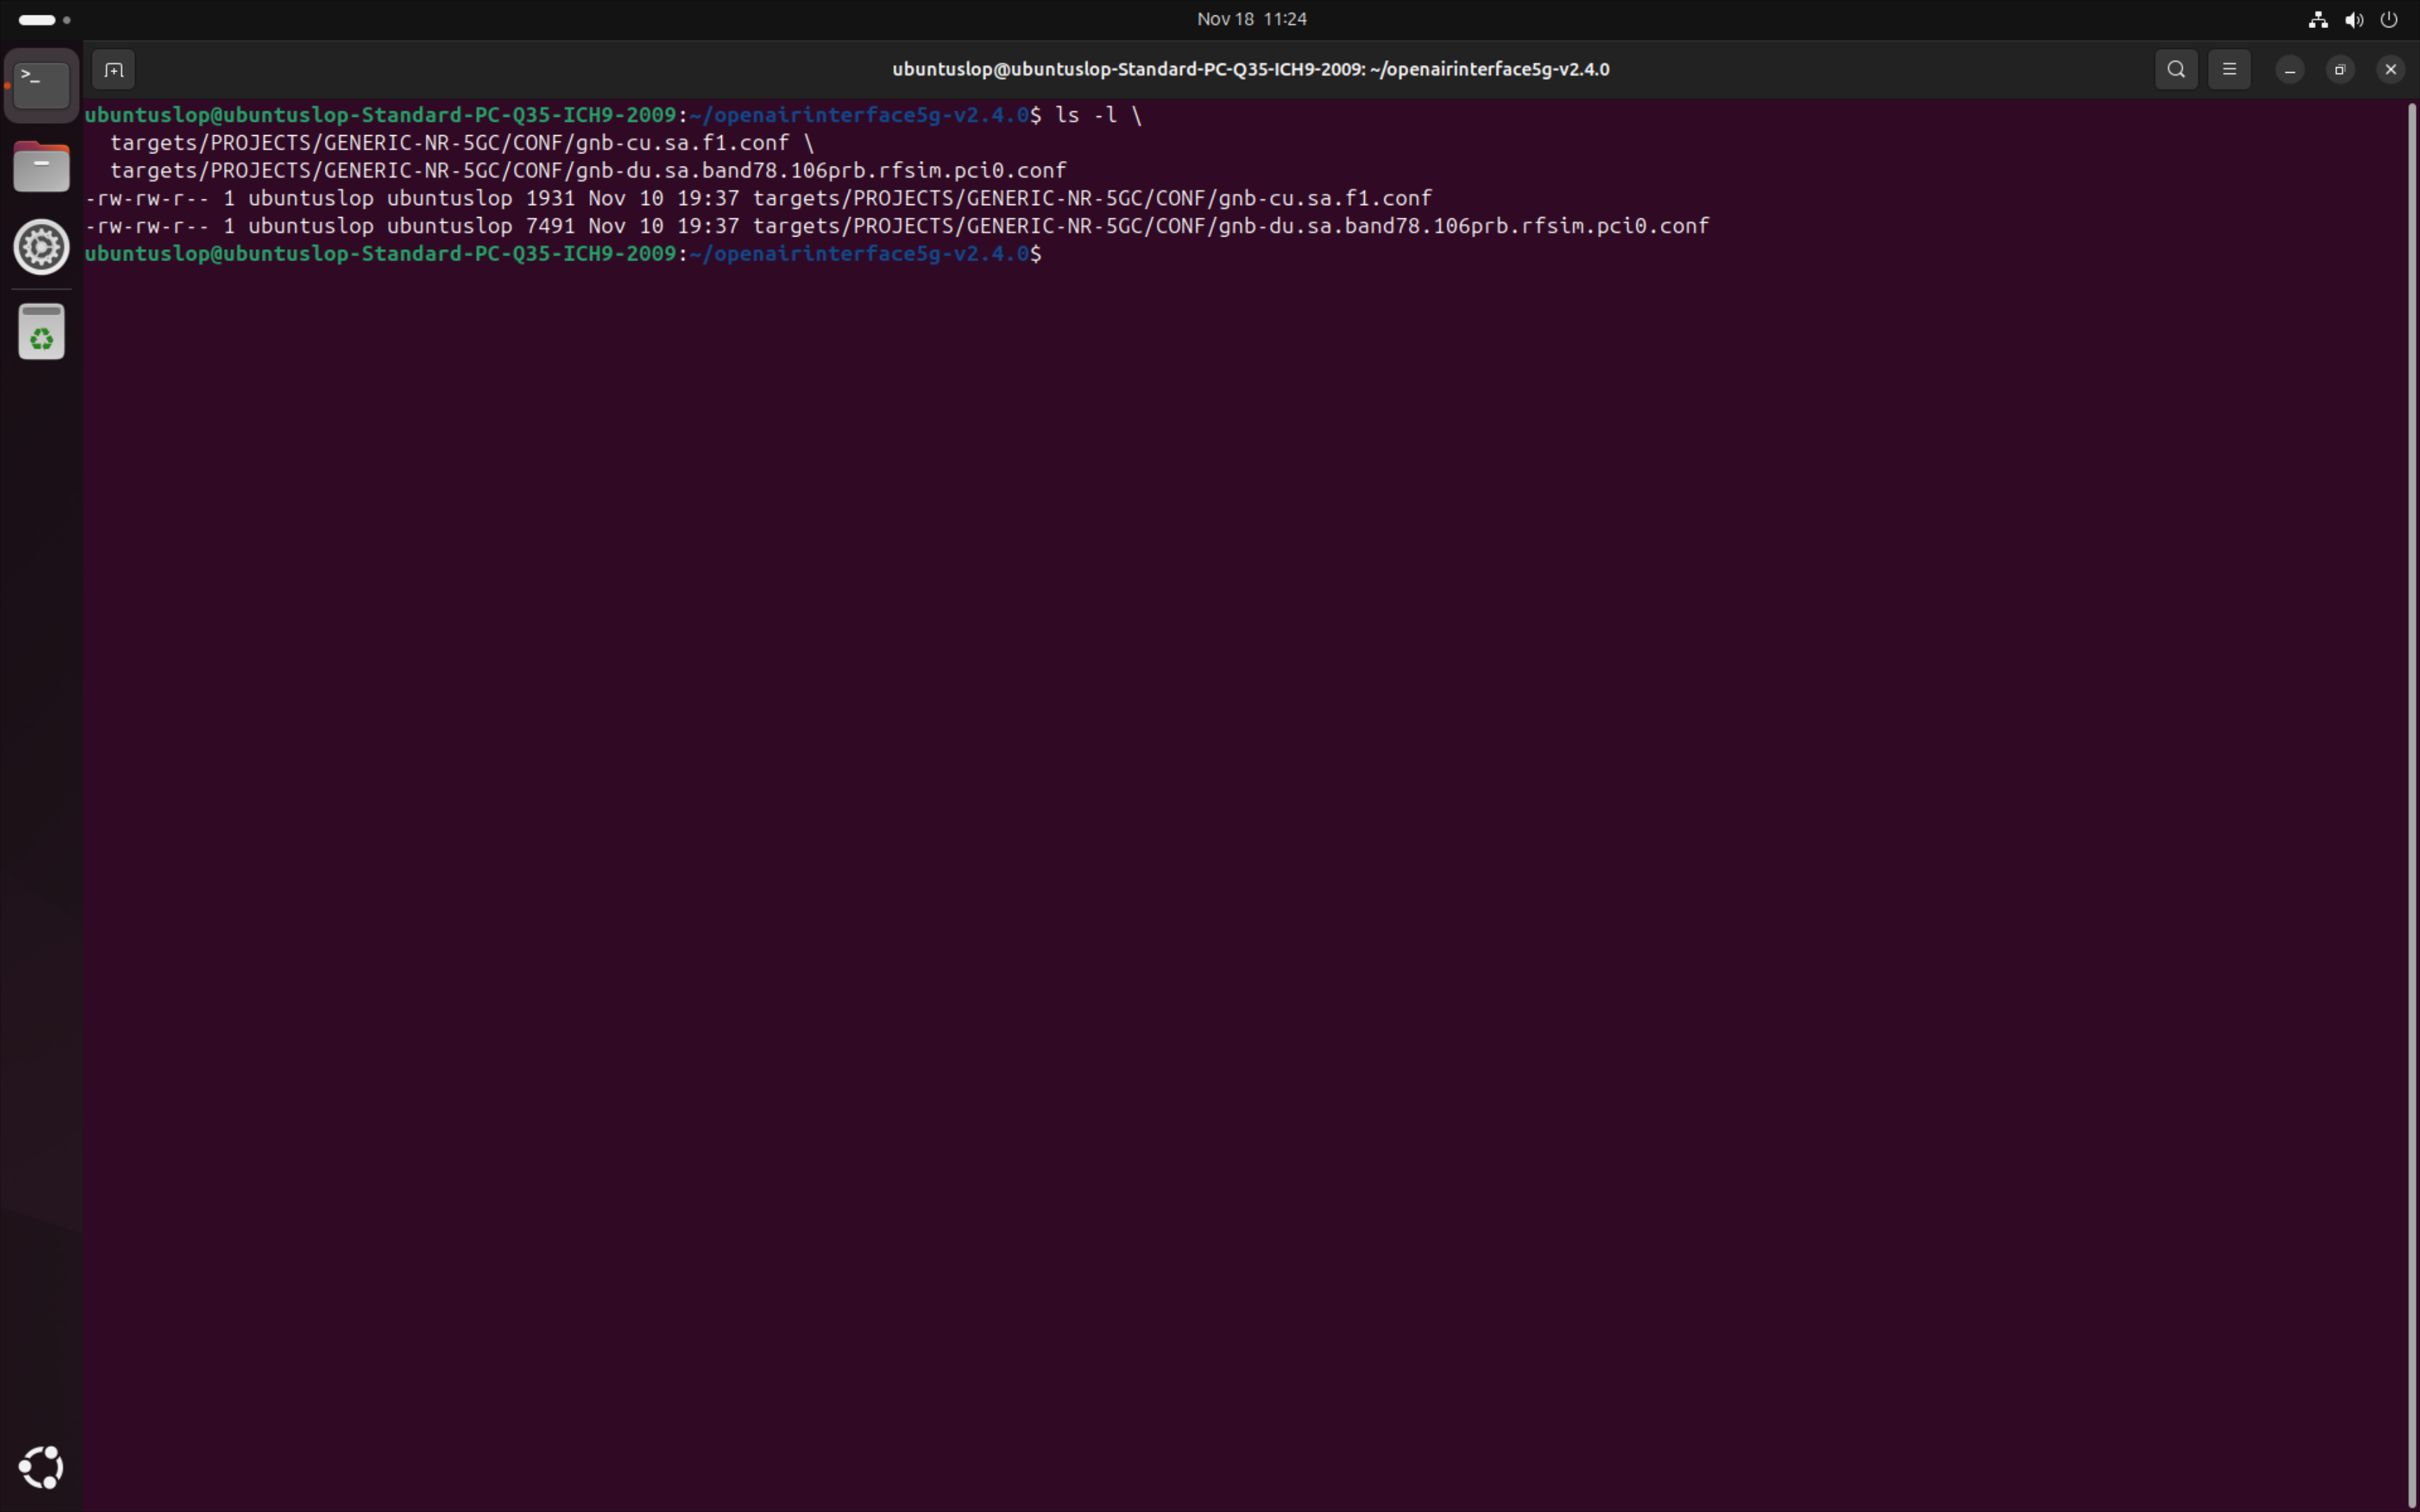 Nov 18 11:24
ubuntuslop@ubuntuslop-Standard-PC-Q35-ICH9-2009: ~/openairinterface5g-v2.4.0
ubuntuslop@ubuntuslop-Standard-PC-Q35-ICH9-2009:~/openairinterface5g-v2.4.0$ ls -l \
  targets/PROJECTS/GENERIC-NR-5GC/CONF/gnb-cu.sa.f1.conf \
  targets/PROJECTS/GENERIC-NR-5GC/CONF/gnb-du.sa.band78.106prb.rfsim.pci0.conf
-rw-rw-r-- 1 ubuntuslop ubuntuslop 1931 Nov 10 19:37 targets/PROJECTS/GENERIC-NR-5GC/CONF/gnb-cu.sa.f1.conf
-rw-rw-r-- 1 ubuntuslop ubuntuslop 7491 Nov 10 19:37 targets/PROJECTS/GENERIC-NR-5GC/CONF/gnb-du.sa.band78.106prb.rfsim.pci0.conf
ubuntuslop@ubuntuslop-Standard-PC-Q35-ICH9-2009:~/openairinterface5g-v2.4.0$